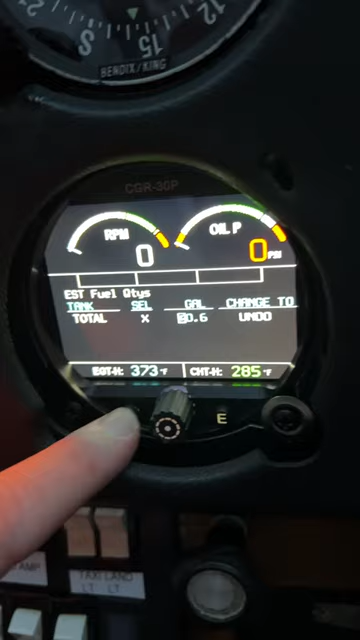 12
15
S
BENDIX/KING
CGR-30P
RPM
0
OIL P
0 PSI
EST Fuel Qtys
TANK SEL GAL CHANGE TO
TOTAL X 80.6 UNDO
EGT-H: 373°F CHT-H: 285°F
E
TAXI LAND
LT LT